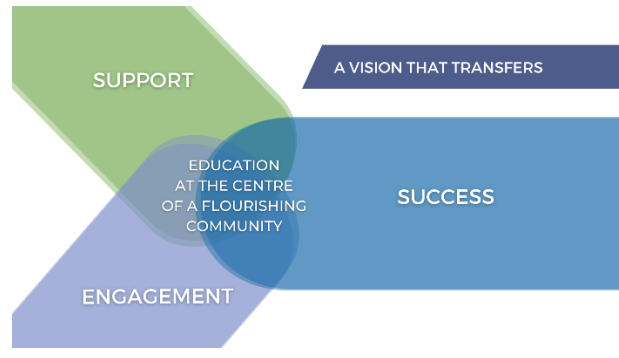 SUPPORT
A VISION THAT TRANSFERS
EDUCATION
AT THE CENTRE
OF A FLOURISHING
COMMUNITY
SUCCESS
ENGAGEMENT